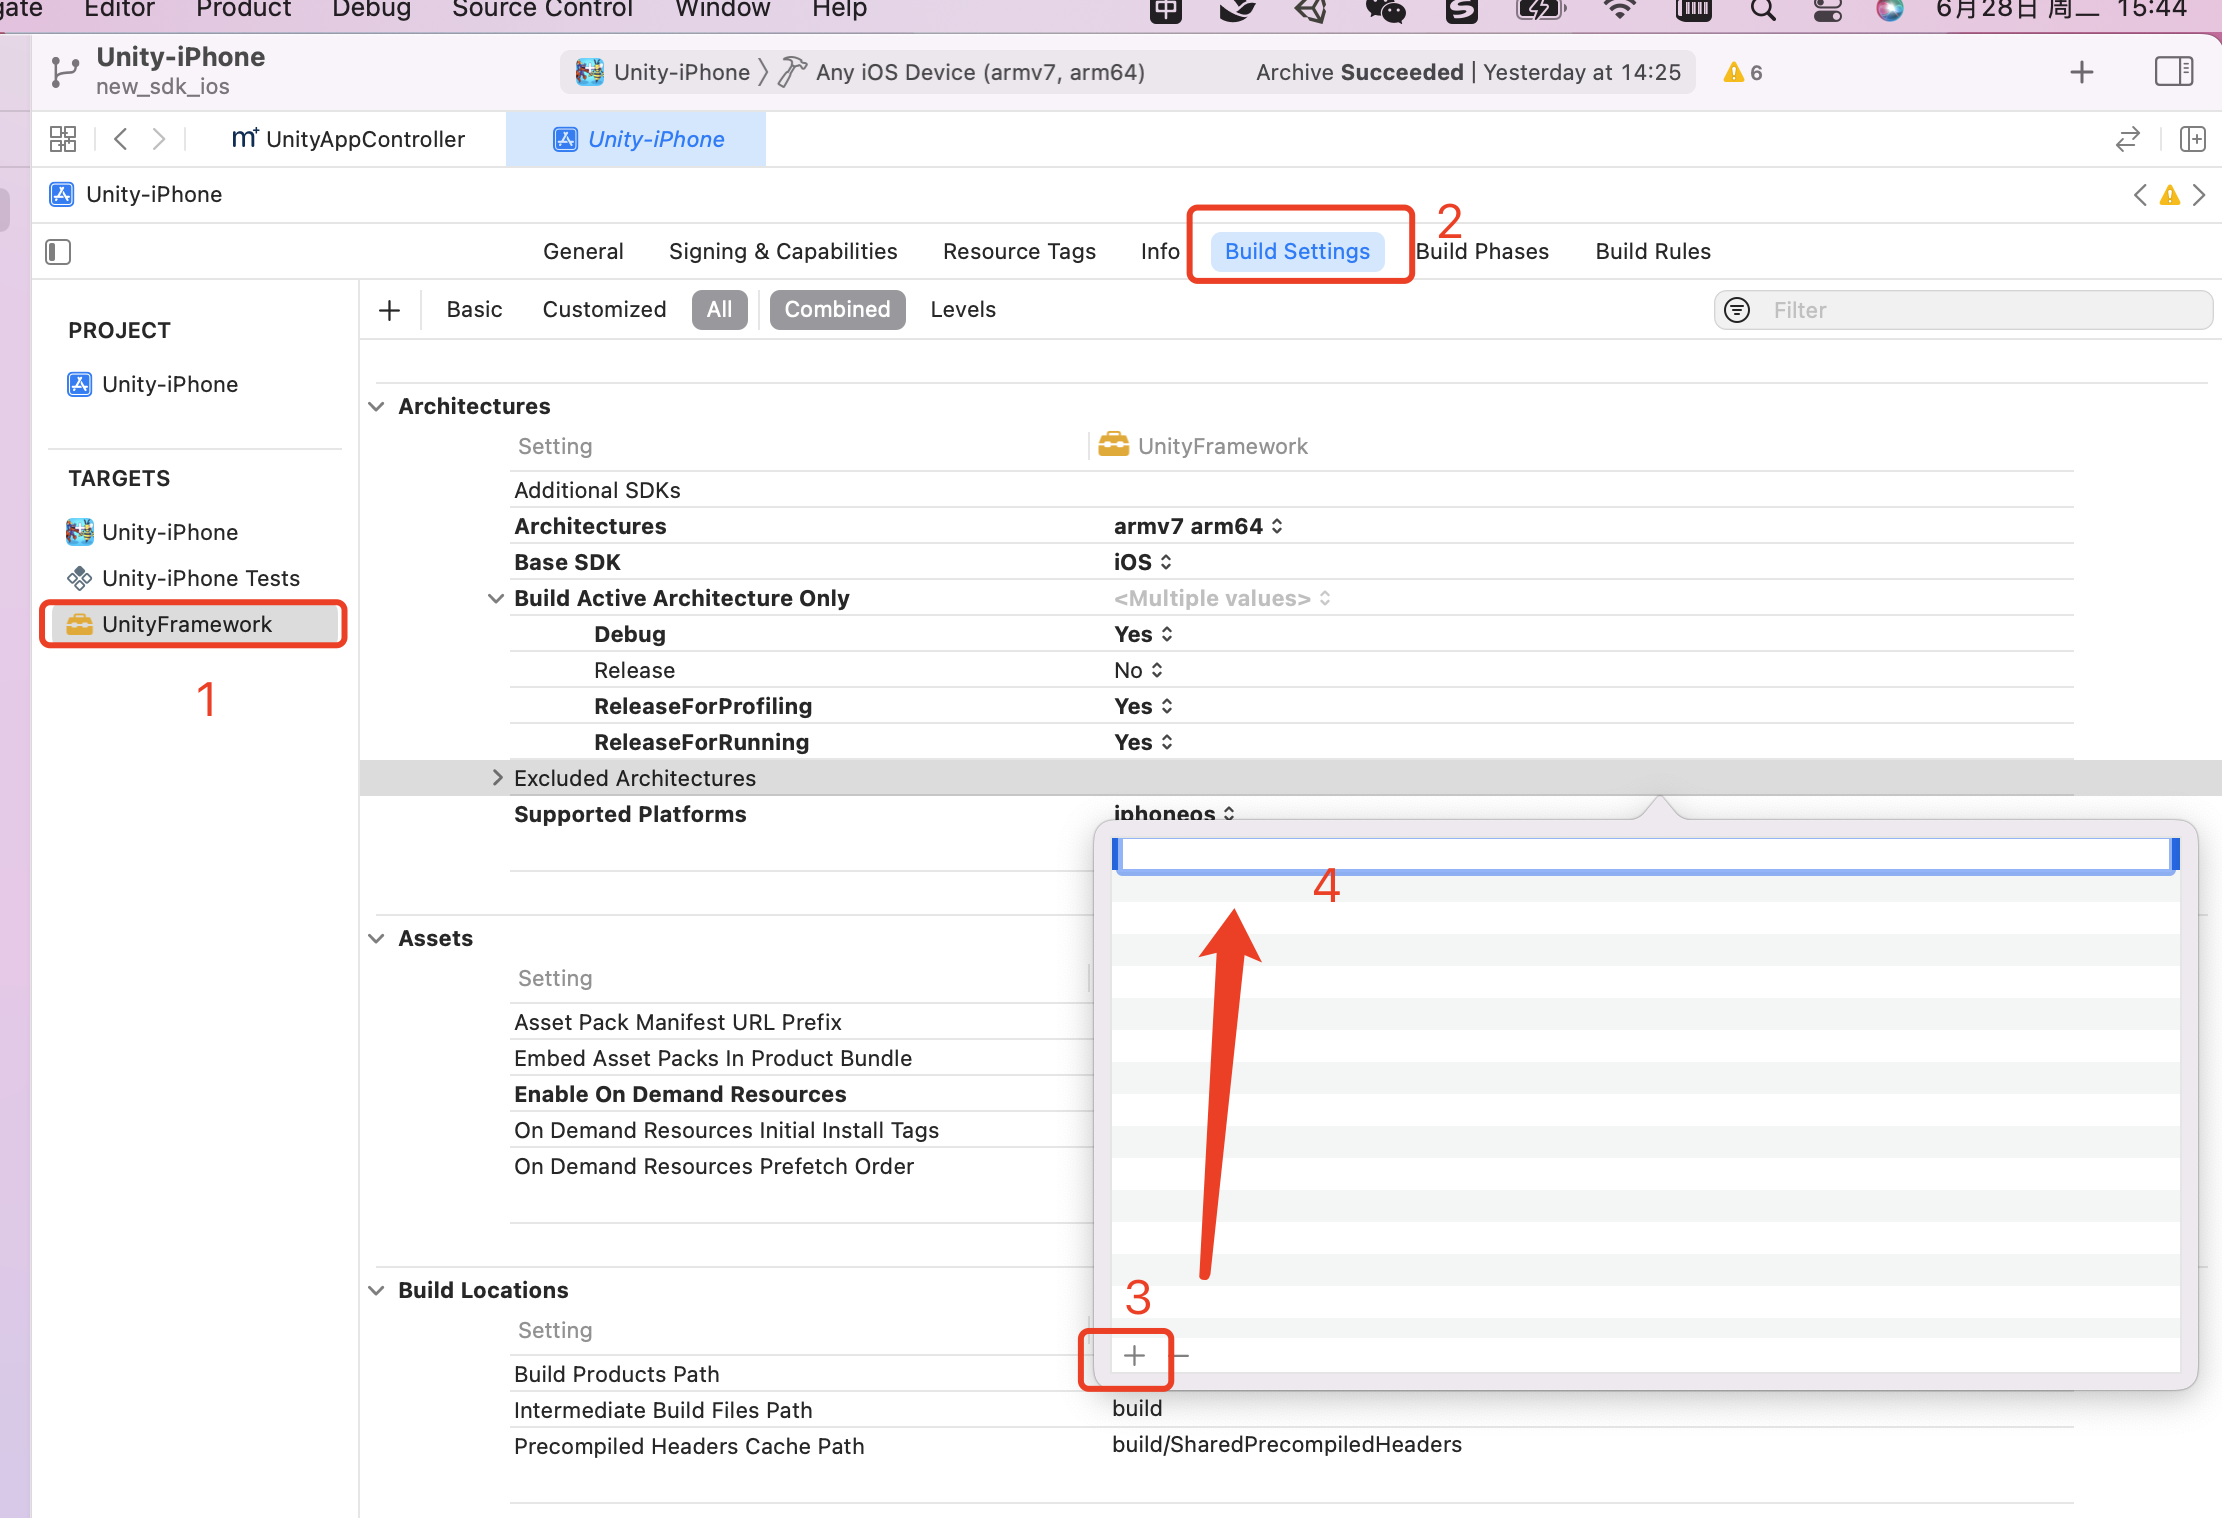 gate Editor Product Debug Source Control Window Help 中 S 6月28日 周二 15:44
Unity-iPhone
new_sdk_ios
Unity-iPhone Any iOS Device (armv7, arm64) Archive Succeeded | Yesterday at 14:25 6
m+ UnityAppController Unity-iPhone
Unity-iPhone
2
General Signing & Capabilities Resource Tags Info Build Settings Build Phases Build Rules
Basic Customized All Combined Levels Filter
PROJECT
Unity-iPhone
TARGETS
Unity-iPhone
Unity-iPhone Tests
UnityFramework
1
Architectures
Setting UnityFramework
Additional SDKs
Architectures armv7 arm64
Base SDK iOS
Build Active Architecture Only <Multiple values>
Debug Yes
Release No
ReleaseForProfiling Yes
ReleaseForRunning Yes
Excluded Architectures
Supported Platforms iphoneos
4
Assets
Setting
Asset Pack Manifest URL Prefix
Embed Asset Packs In Product Bundle
Enable On Demand Resources
On Demand Resources Initial Install Tags
On Demand Resources Prefetch Order
3
Build Locations
Setting
Build Products Path
Intermediate Build Files Path build
Precompiled Headers Cache Path build/SharedPrecompiledHeaders